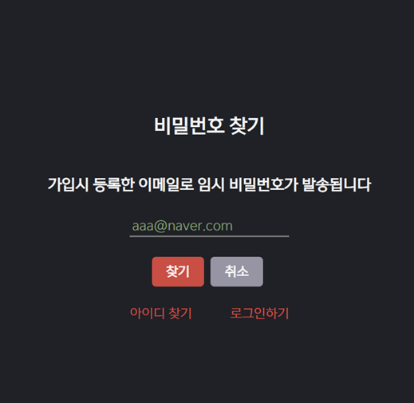 비밀번호 찾기
가입시 등록한 이메일로 임시 비밀번호가 발송됩니다
aaa@naver.com
찾기 취소
아이디 찾기 로그인하기